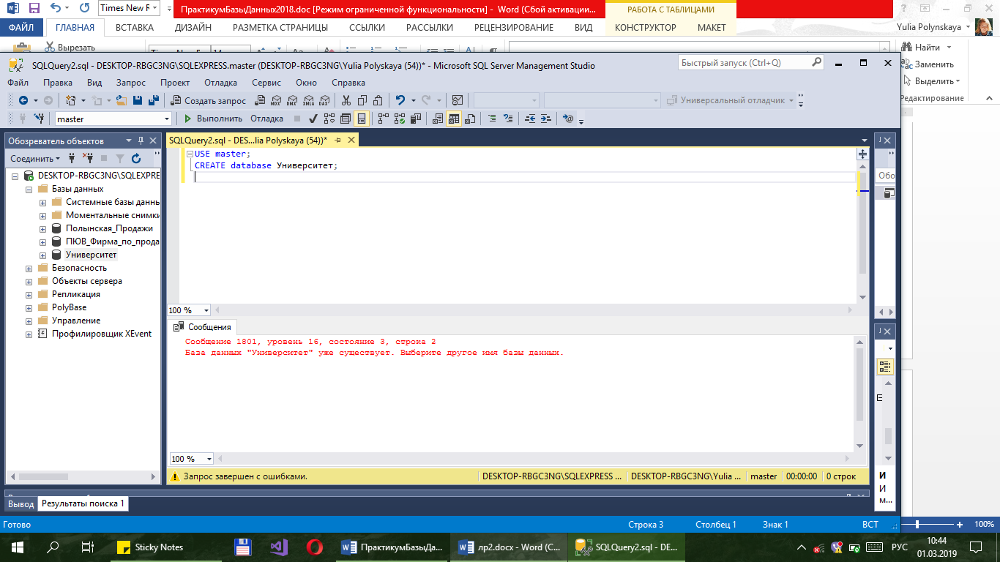 Times New R
ПрактикумБазыДанных2018.doc [Режим ограниченной функциональности] - Word (Сбой активации...
РАБОТА С ТАБЛИЦАМИ
ФАЙЛ ГЛАВНАЯ ВСТАВКА ДИЗАЙН РАЗМЕТКА СТРАНИЦЫ ССЫЛКИ РАССЫЛКИ РЕЦЕНЗИРОВАНИЕ ВИД КОНСТРУКТОР МАКЕТ
Yulia Polynskaya
Вырезать
Найти
Заменить
Выделить
Редактирование
SQLQuery2.sql - DESKTOP-RBGC3NG\SQLEXPRESS.master (DESKTOP-RBGC3NG\Yulia Polyskaya (54))* - Microsoft SQL Server Management Studio
Быстрый запуск (Ctrl+Q)
Файл Правка Вид Запрос Проект Отладка Сервис Окно Справка
Создать запрос
MDX DMX XMLA DAX
Универсальный отладчик
master
Выполнить Отладка
Обозреватель объектов
Соединить
DESKTOP-RBGC3NG\SQLEXPRE
Базы данных
Системные базы данн
Моментальные снимки
Полынская_Продажи
ПЮВ_Фирма_по_прода
Университет
Безопасность
Объекты сервера
Репликация
PolyBase
Управление
Профилировщик XEvent
SQLQuery2.sql - DES...lia Polyskaya (54))*
USE master;
CREATE database Университет;
100 %
Сообщения
Сообщение 1801, уровень 16, состояние 3, строка 2
База данных "Университет" уже существует. Выберите другое имя базы данных.
100 %
Запрос завершен с ошибками.
DESKTOP-RBGC3NG\SQLEXPRESS ... DESKTOP-RBGC3NG\Yulia ... master 00:00:00 0 строк
Обо
И
И
м...
Вывод Результаты поиска 1
Готово Строка 3 Столбец 1 Знак 1 ВСТ
100%
Sticky Notes
ПрактикумБазыДа...
лр2.docx - Word (С...
SQLQuery2.sql - DE...
РУС
10:44
01.03.2019